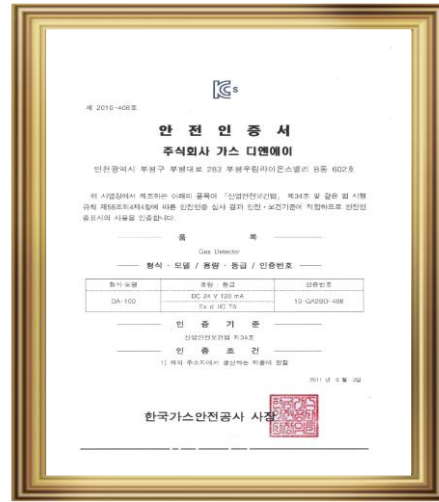 KCs
제 2010-408호
안 전 인 증 서
주식회사 가스 디엔에이
인천광역시 부평구 부평대로 283 부평우림라이온스밸리 B동 602호
위 사업장에서 제조하는 아래의 품목이 「산업안전보건법」 제34조 및 같은 법 시행
규칙 제58조의4제4항에 따른 안전인증 심사 결과 안전·보건기준에 적합하므로 안전인
증표시의 사용을 인증합니다.
품 목
Gas Detector
형식 · 모델 / 용량 · 등급 / 인증번호
형식·모델 용량 · 등급 인증번호
DA-100 DC 24 V 120 mA
Ex d IIC T6
인 증 기 준
산업안전보건법 제34조
인 증 조 건
1) 위의 주소지에서 생산하는 제품에 한함
2011 년 6 월
한국가스안전공사 사장